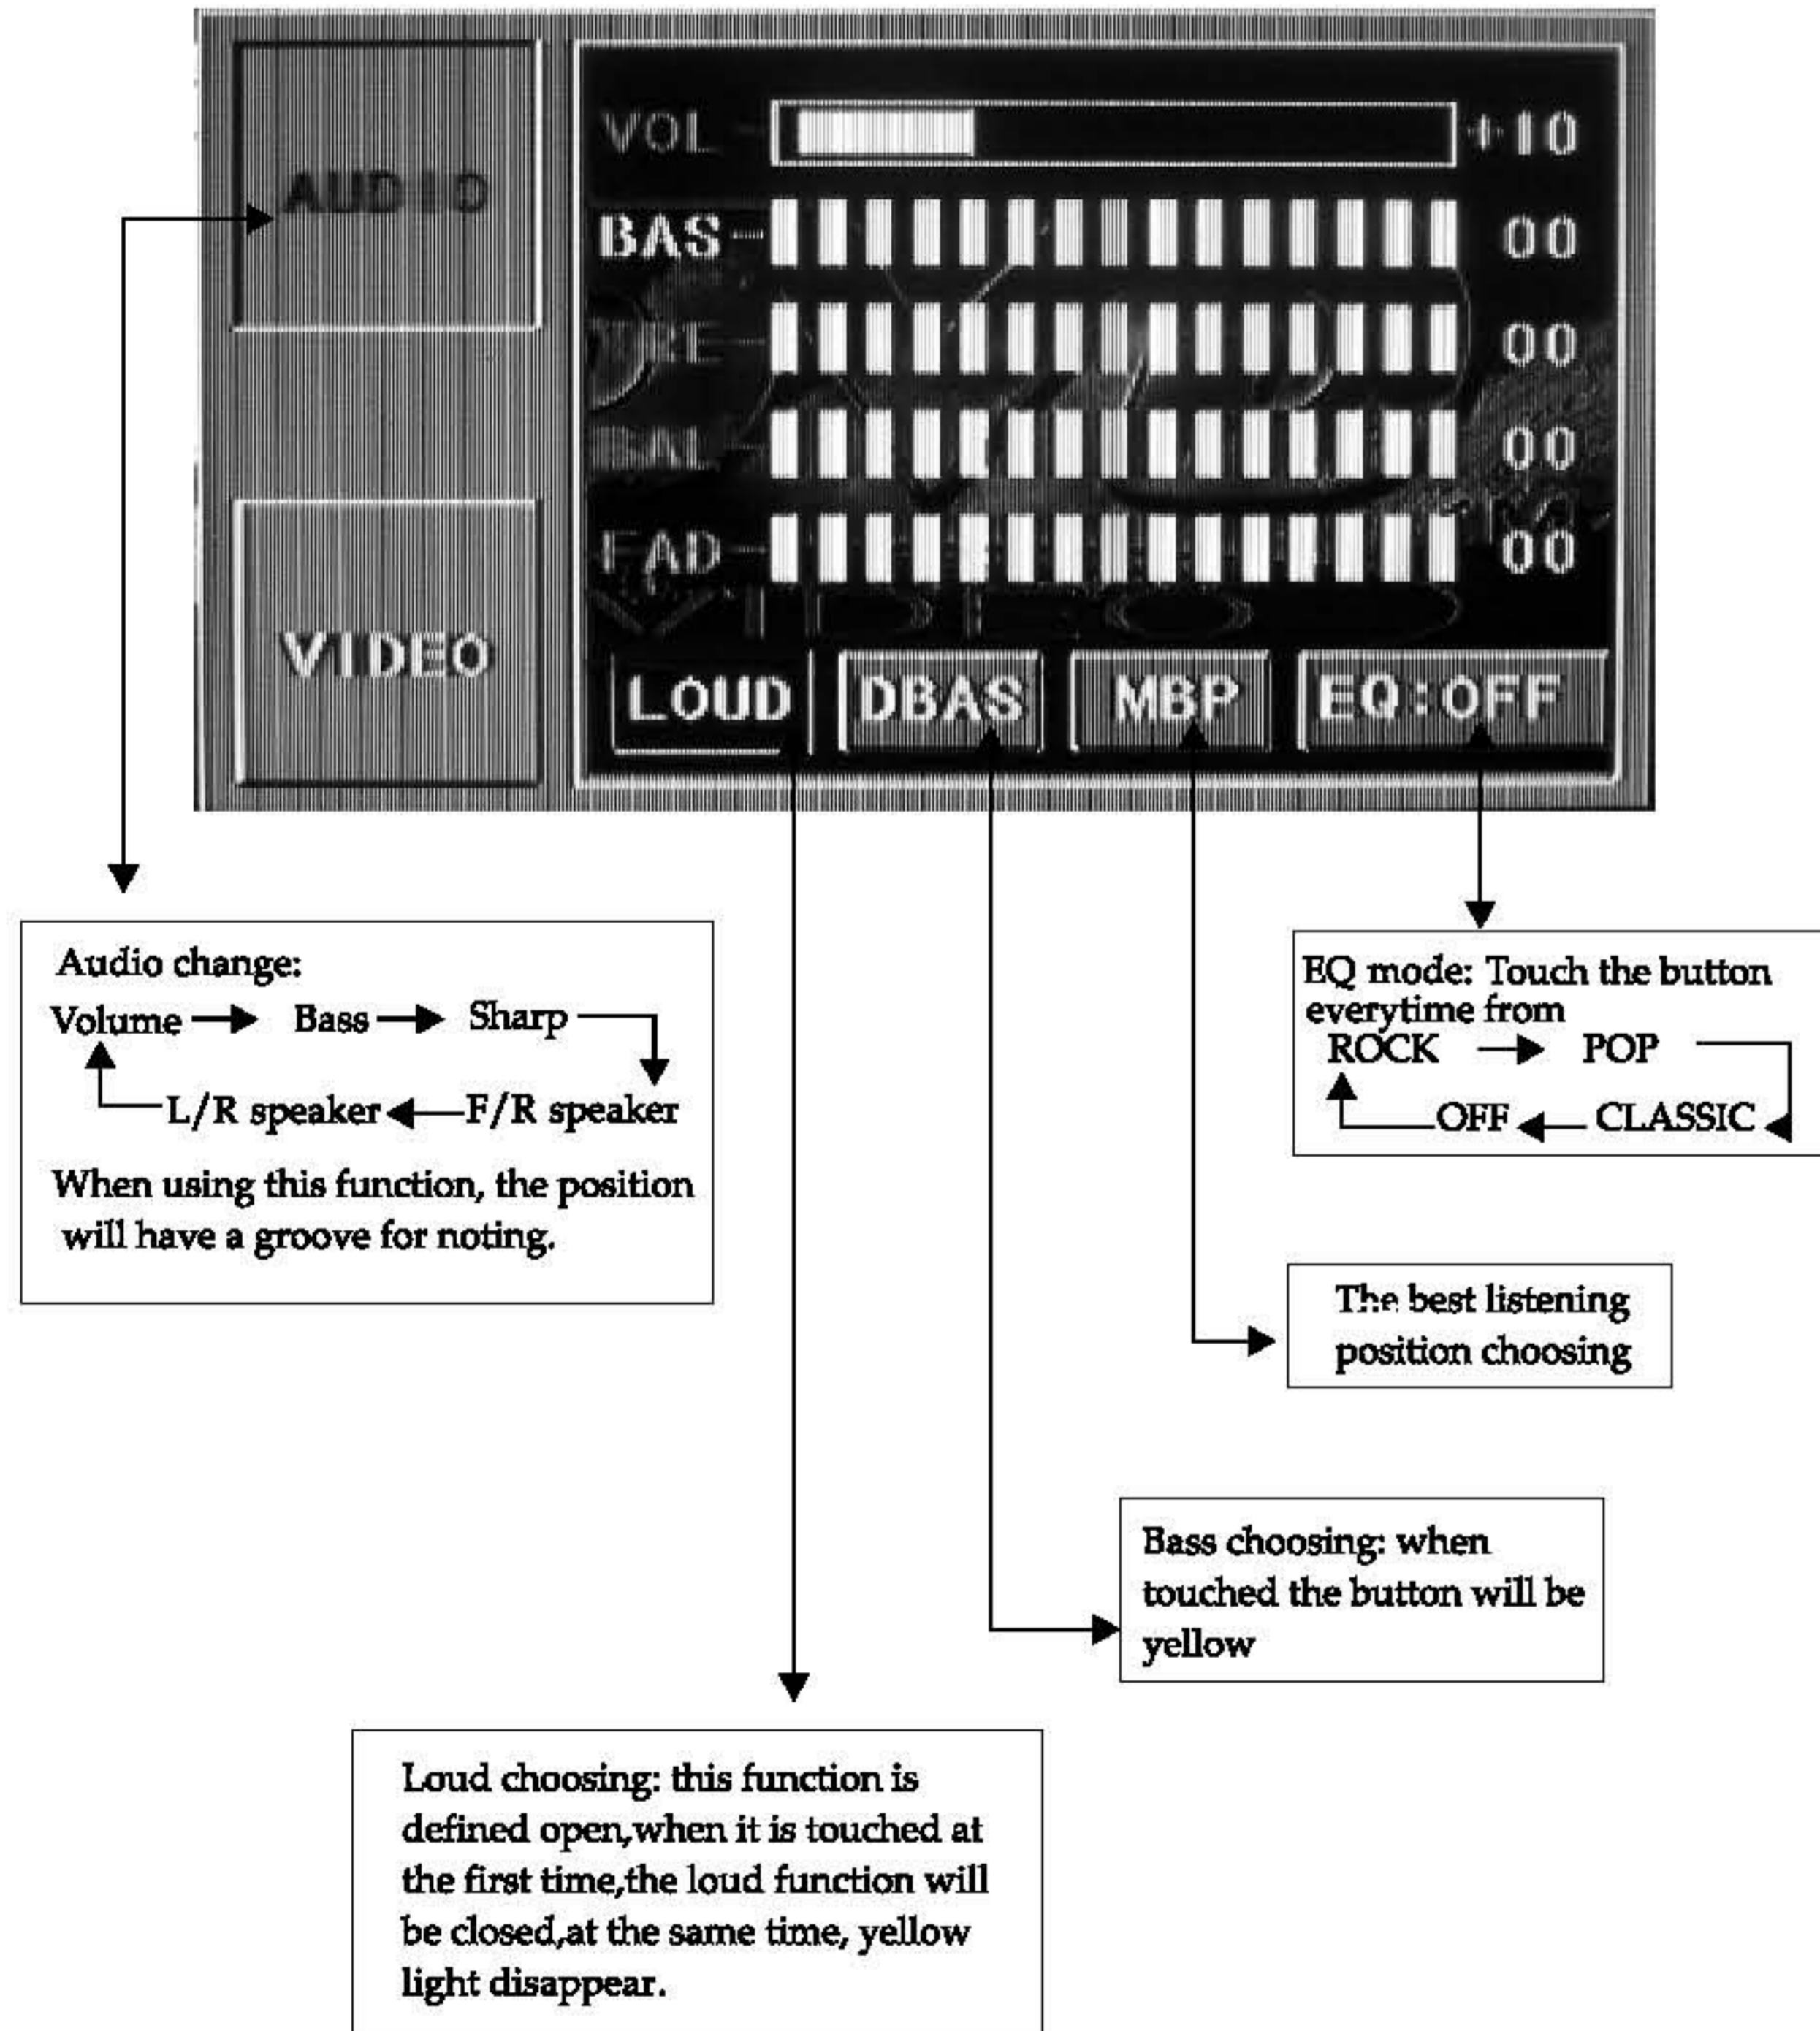 AUDIO
VIDEO
VOL +10
BAS 00
TRE 00
BAL 00
FAD 00
LOUD DBAS MBP EQ:OFF
Audio change:
Volume Bass Sharp
L/R speaker F/R speaker
When using this function, the position
will have a groove for noting.
EQ mode: Touch the button
everytime from
ROCK POP
OFF CLASSIC
The best listening
position choosing
Bass choosing: when
touched the button will be
yellow
Loud choosing: this function is
defined open,when it is touched at
the first time,the loud function will
be closed,at the same time, yellow
light disappear.